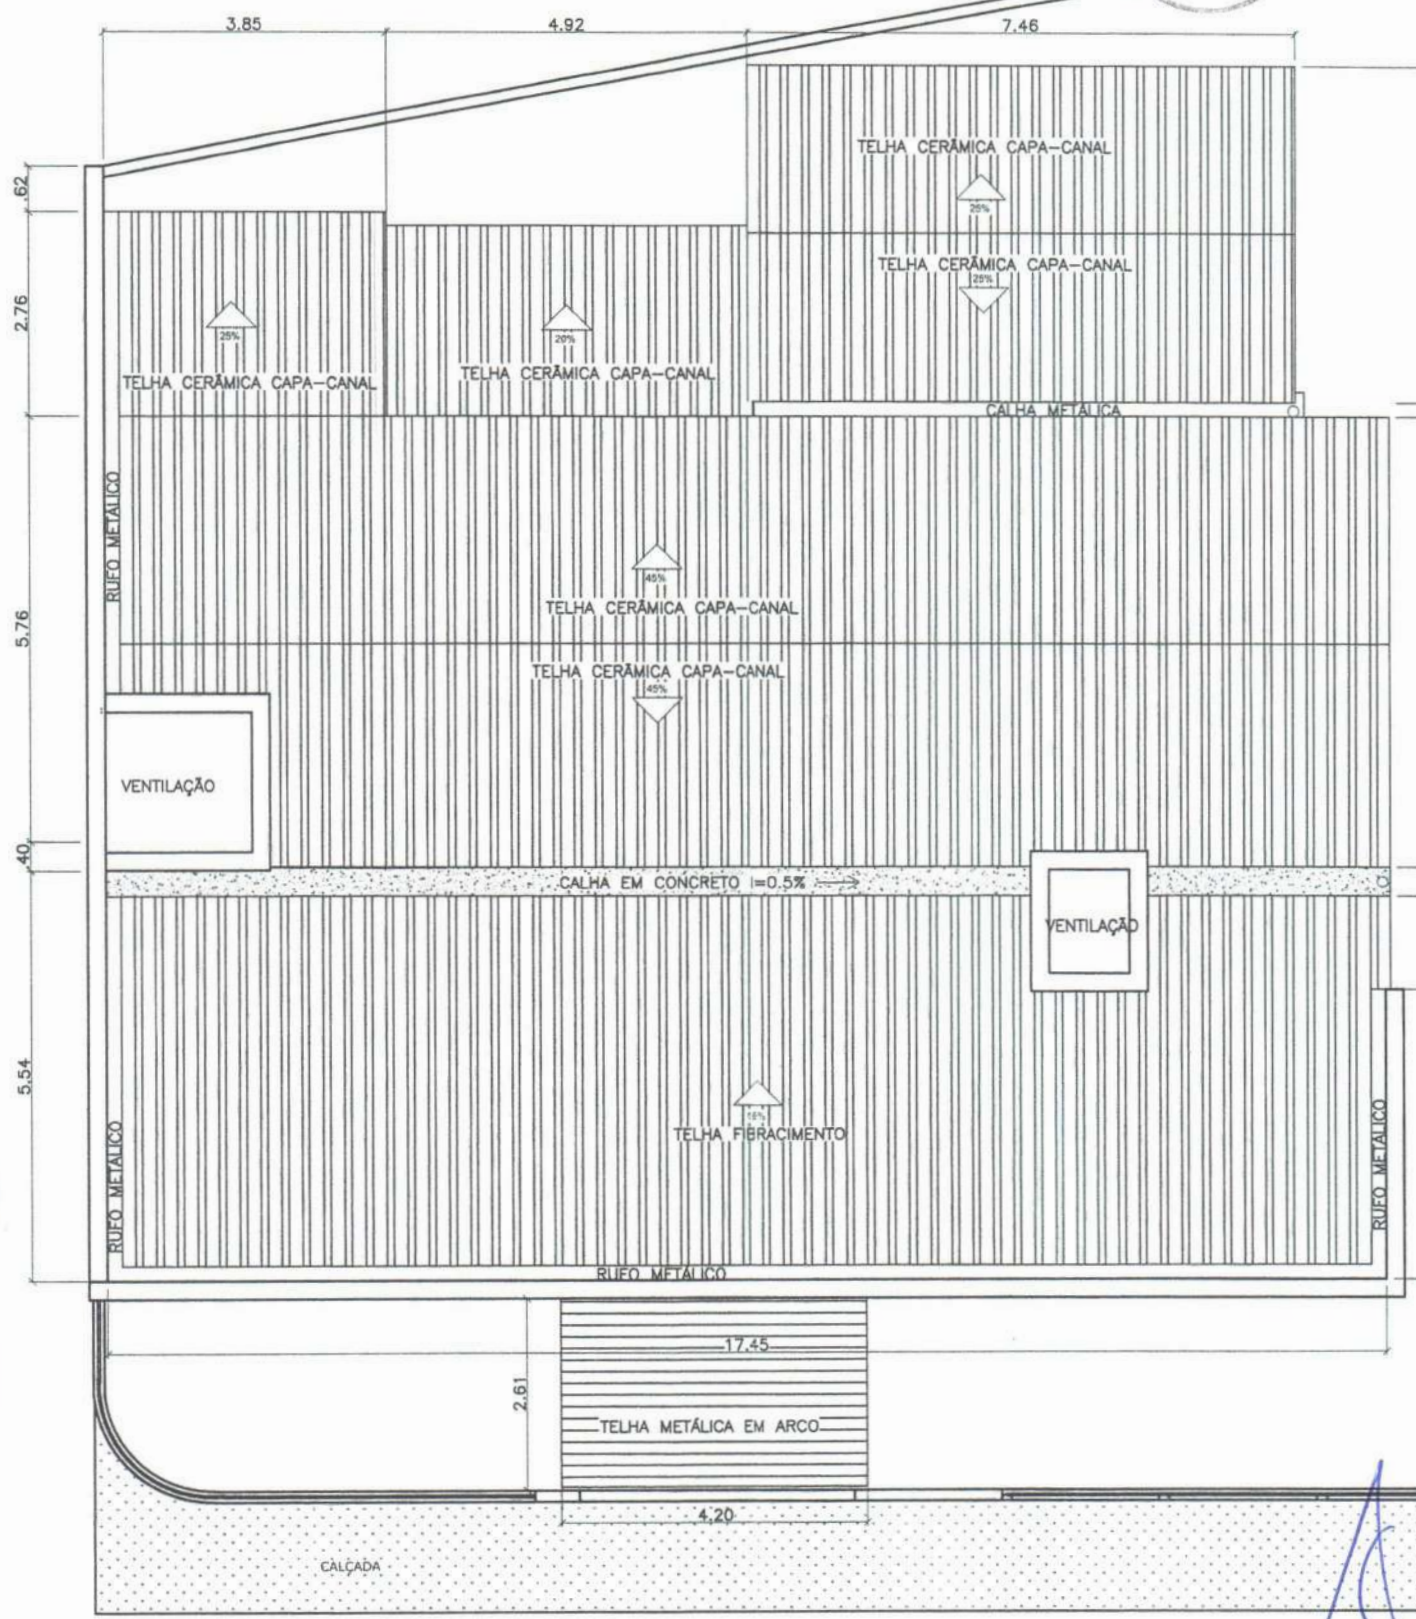 3.85
4.92
7.46
TELHA CERÂMICA CAPA-CANAL
.62
25%
TELHA CERÂMICA CAPA-CANAL
25%
2.76
25%
20%
TELHA CERÂMICA CAPA-CANAL
TELHA CERÂMICA CAPA-CANAL
CALHA METÁLICA
RUFO METÁLICO
45%
TELHA CERÂMICA CAPA-CANAL
5.76
TELHA CERÂMICA CAPA-CANAL
45%
VENTILAÇÃO
.40
CALHA EM CONCRETO I=0.5%
VENTILAÇÃO
5.54
TELHA FIBRACIMENTO
RUFO METÁLICO
RUFO METÁLICO
RUFO METÁLICO
17.45
2.61
TELHA METÁLICA EM ARCO
4.20
CALÇADA